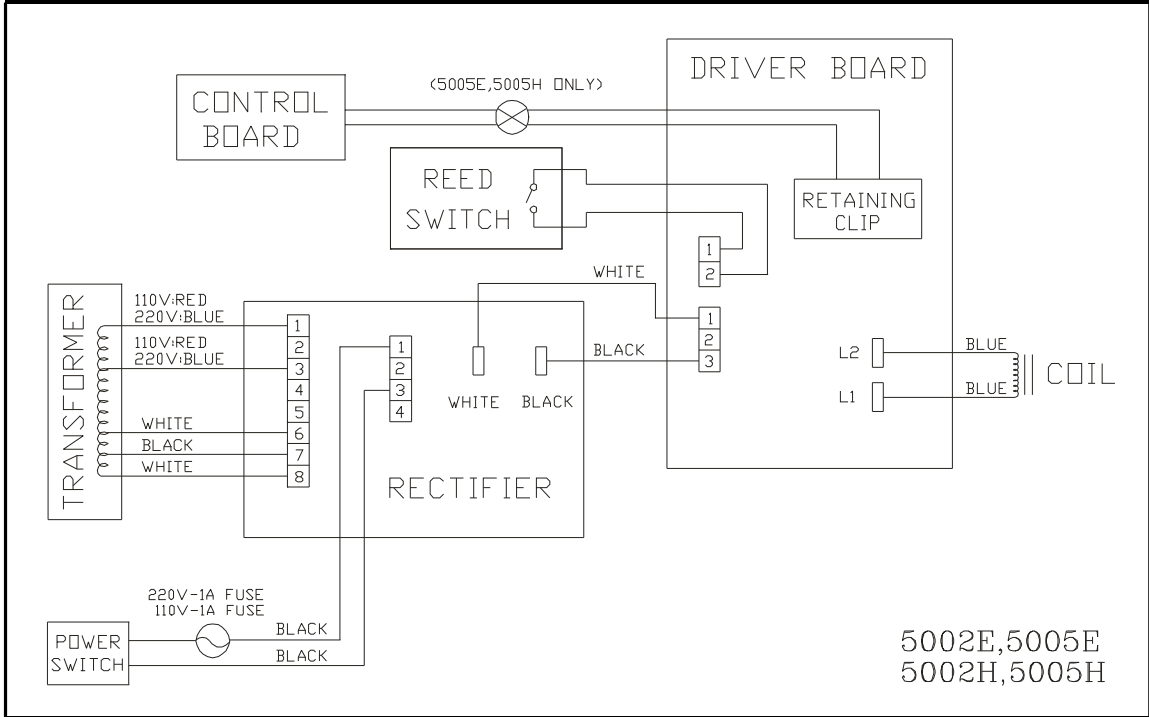 (5005E,5005H ONLY)
DRIVER BOARD
CONTROL
BOARD
REED
SWITCH
RETAINING
CLIP
1
2
WHITE
TRANSFORMER
110V:RED
220V:BLUE
110V:RED
220V:BLUE
WHITE
BLACK
WHITE
1
2
3
4
5
6
7
8
1
2
3
4
WHITE
BLACK
BLACK
1
2
3
RECTIFIER
L2
L1
BLUE
BLUE
COIL
220V-1A FUSE
110V-1A FUSE
BLACK
BLACK
POWER
SWITCH
5002E,5005E
5002H,5005H